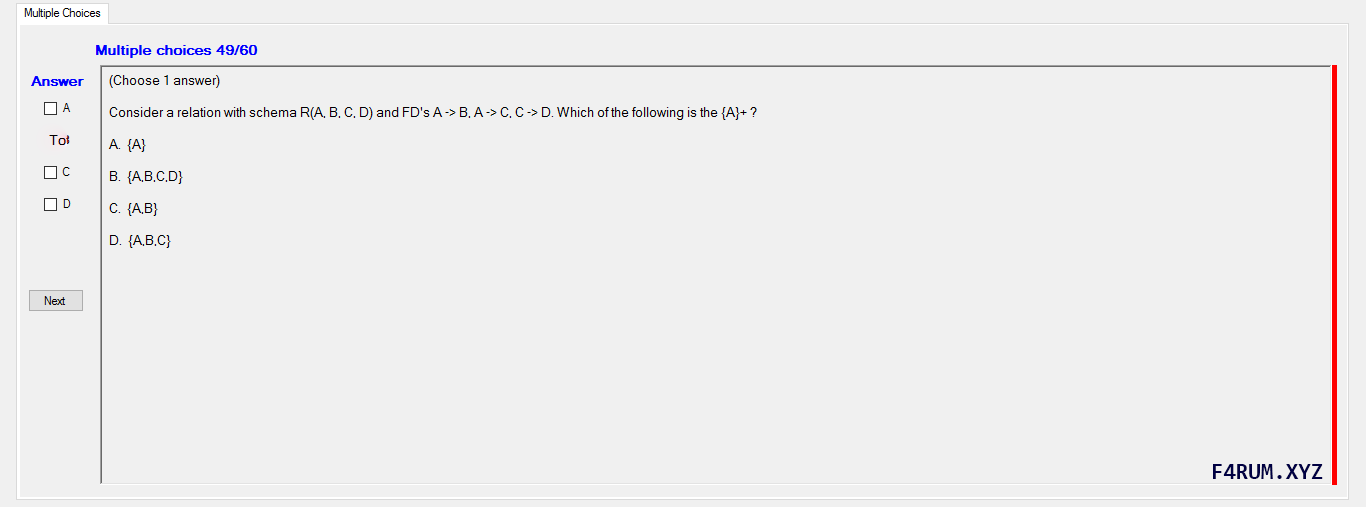 Multiple Choices
Multiple choices 49/60
Answer
(Choose 1 answer)
A
Consider a relation with schema R(A, B, C, D) and FD's A -> B, A -> C, C -> D. Which of the following is the {A}+ ?
A. {A}
C
B. {A,B,C,D}
D
C. {A,B}
D. {A,B,C}
Next
F4RUM.XYZ